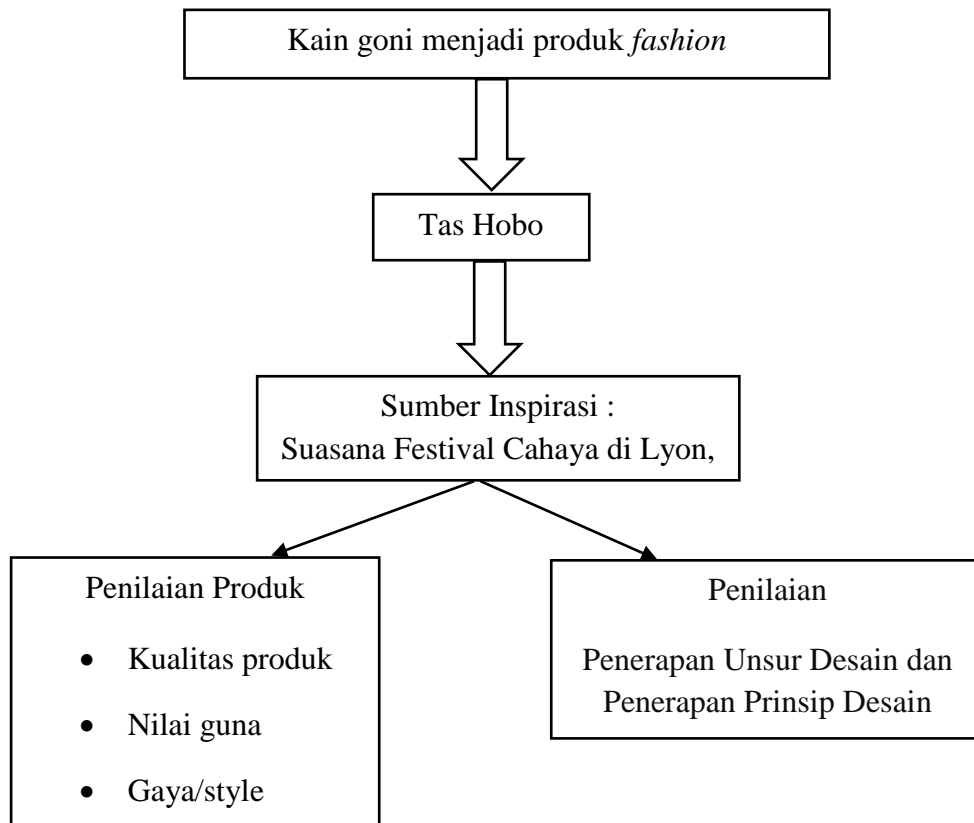 Kain goni menjadi produk fashion
Tas Hobo
Sumber Inspirasi :
Suasana Festival Cahaya di Lyon,
Penilaian Produk
• Kualitas produk
• Nilai guna
• Gaya/style
Penilaian
Penerapan Unsur Desain dan
Penerapan Prinsip Desain